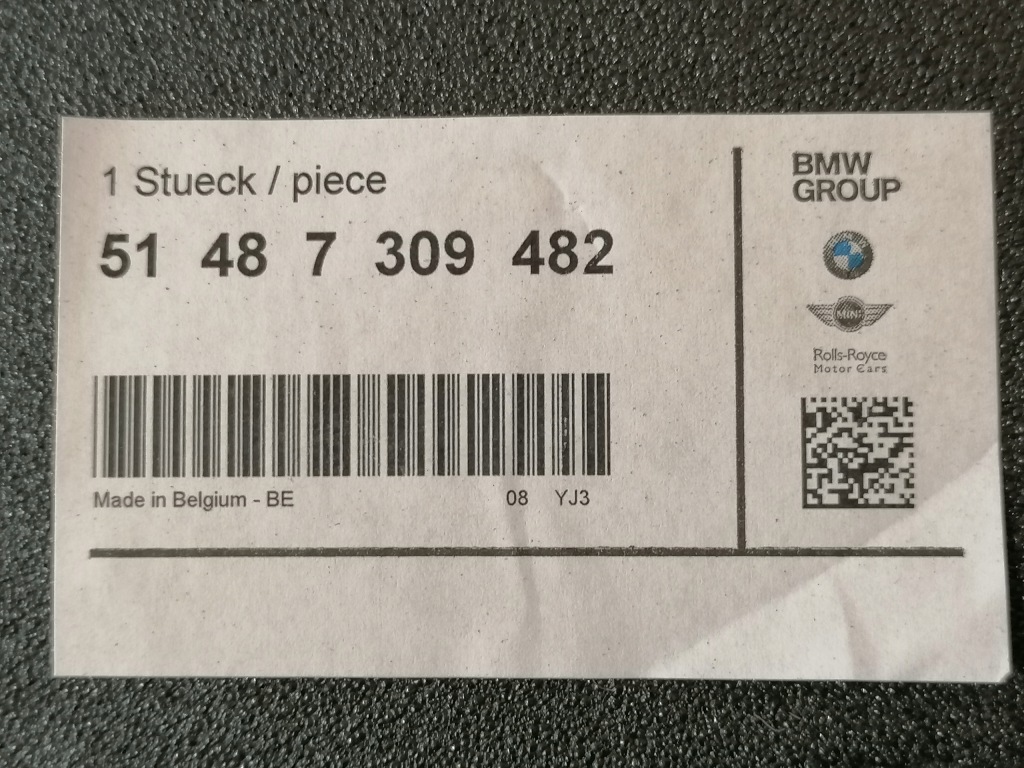 1 Stueck / piece
51 48 7 309 482
Made in Belgium - BE 08 YJ3
BMW
GROUP
MINI
Rolls-Royce
Motor Cars